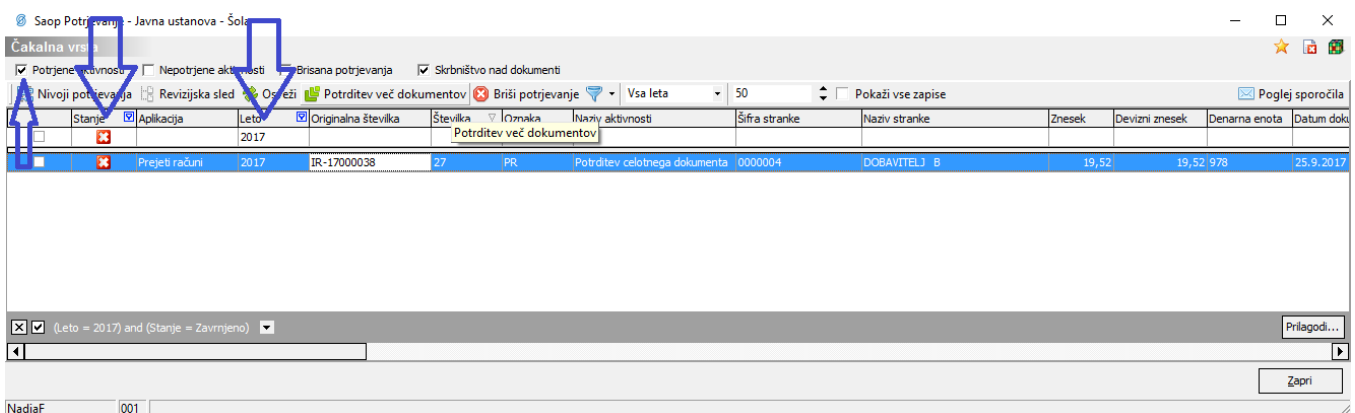 Saop Potrjevanje - Javna ustanova - Šola
Čakalna vrsta
Potrjene aktivnosti Nepotrjene aktivnosti Brisana potrjevanja Skrbništvo nad dokumenti
Nivoji potrjevanja Revizijska sled Osveži Potrditev več dokumentov Briši potrjevanje Vsa leta 50 Pokaži vse zapise Poglej sporočila
Stanje Aplikacija Leto Originalna številka Številka Oznaka Naziv aktivnosti Šifra stranke Naziv stranke Znesek Devizni znesek Denarna enota Datum doku
2017
Potrditev več dokumentov
Prejeti računi 2017 IR-17000038 27 PR Potrditev celotnega dokumenta 0000004 DOBAVITELJ B 19,52 19,52 978 25.9.2017
(Leto = 2017) and (Stanje = Zavrnjeno) Prilagodi...
Zapri
NadjaF 001